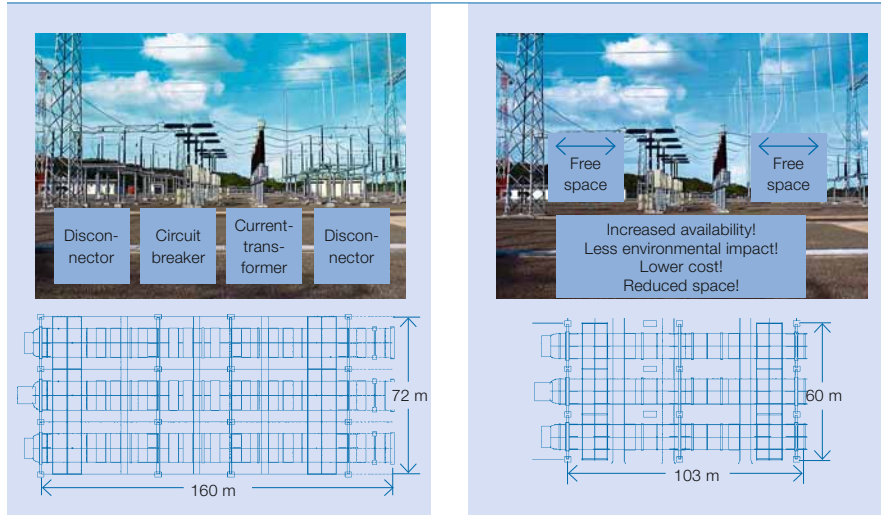 Discon-
nector
Circuit
breaker
Current-
trans-
former
Discon-
nector
72 m
160 m
Free
space
Free
space
Increased availability!
Less environmental impact!
Lower cost!
Reduced space!
60 m
103 m